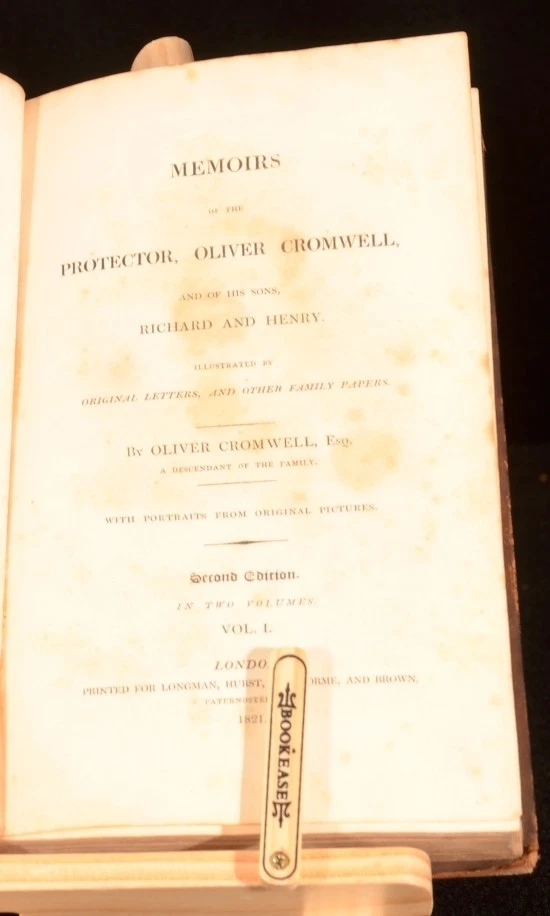 MEMOIRS
OF THE
PROTECTOR, OLIVER CROMWELL,
AND OF HIS SONS,
RICHARD AND HENRY.
ILLUSTRATED BY
ORIGINAL LETTERS, AND OTHER FAMILY PAPERS.
BY OLIVER CROMWELL, ESQ.
A DESCENDANT OF THE FAMILY.
WITH PORTRAITS FROM ORIGINAL PICTURES.
Second Edition.
IN TWO VOLUMES.
VOL. I.
LONDO
PRINTED FOR LONGMAN, HURST, ORME, AND BROWN,
PATERNOSTE
1821.
BOOKEASE